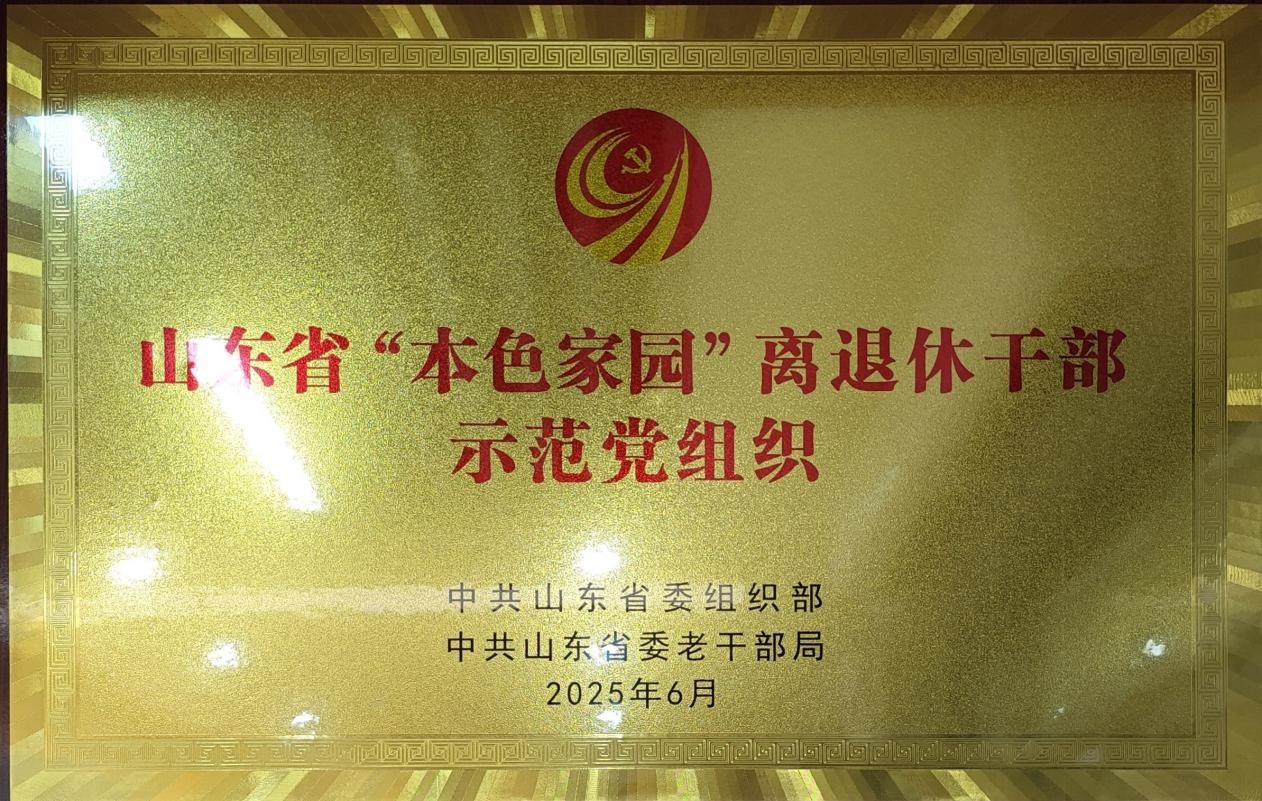 山东省“本色家园”离退休干部
示范党组织
中共山东省委组织部
中共山东省委老干部局
2025年6月